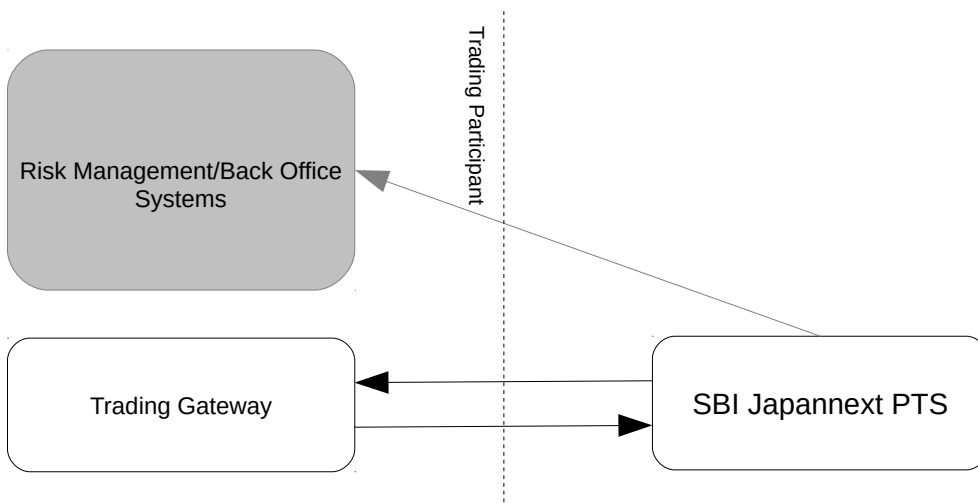 Trading Participant
Risk Management/Back Office
Systems
Trading Gateway
SBI Japannext PTS